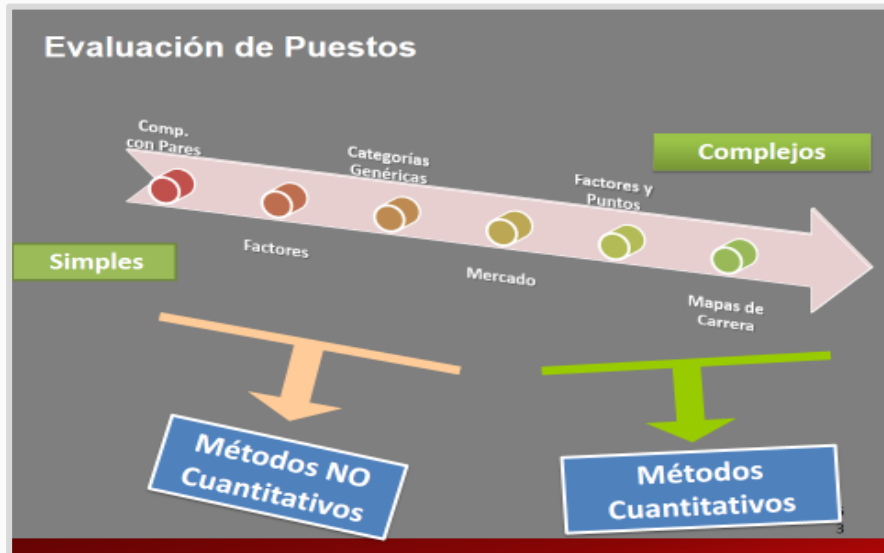 Evaluación de Puestos
Comp.
con Pares
Categorías
Genéricas
Complejos
Factores y
Puntos
Factores
Simples
Mercado
Mapas de
Carrera
Métodos NO
Cuantitativos
Métodos
Cuantitativos
3